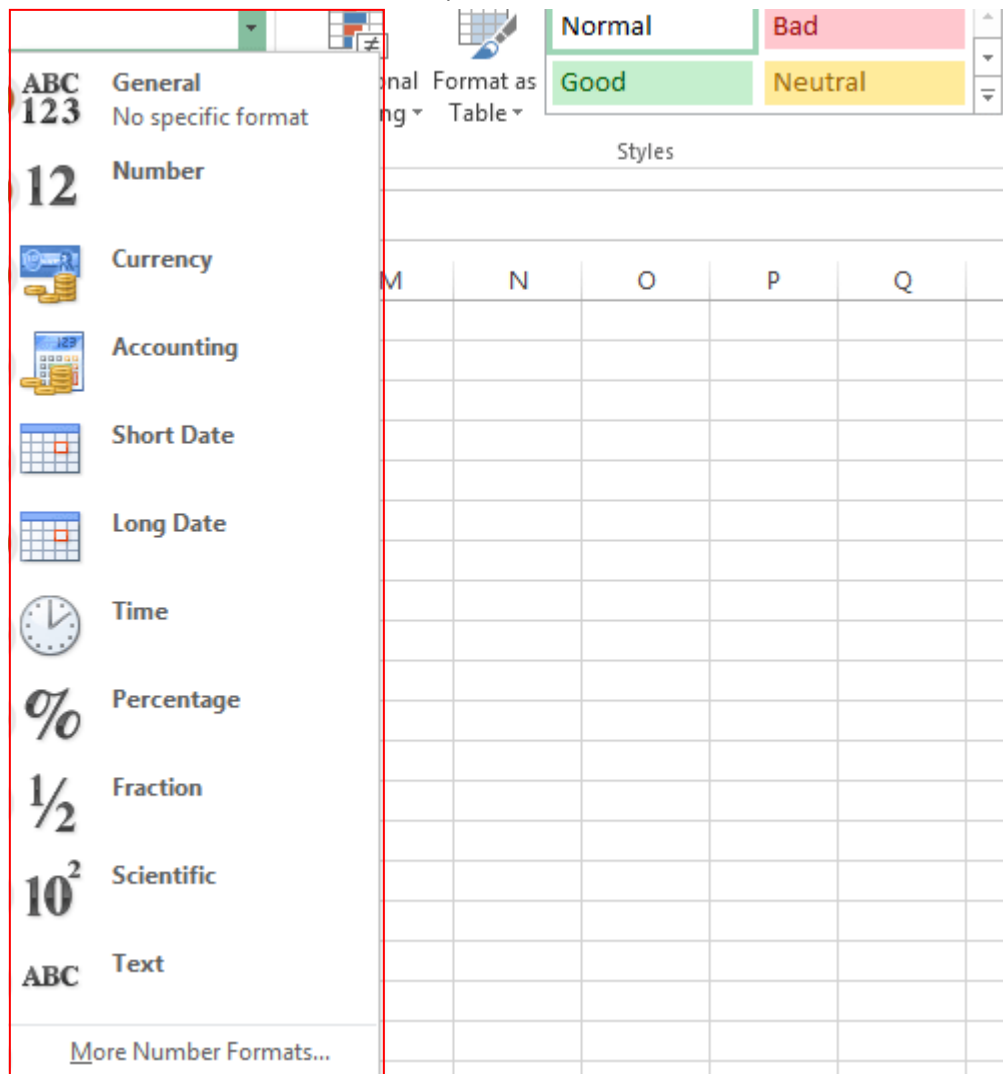 ABC
123
General
No specific format
12
Number
Currency
123
Accounting
Short Date
Long Date
Time
%
Percentage
1/2
Fraction
10²
Scientific
ABC
Text
More Number Formats...
≠
Format as
Table
Normal
Bad
Good
Neutral
Styles
M N O P Q